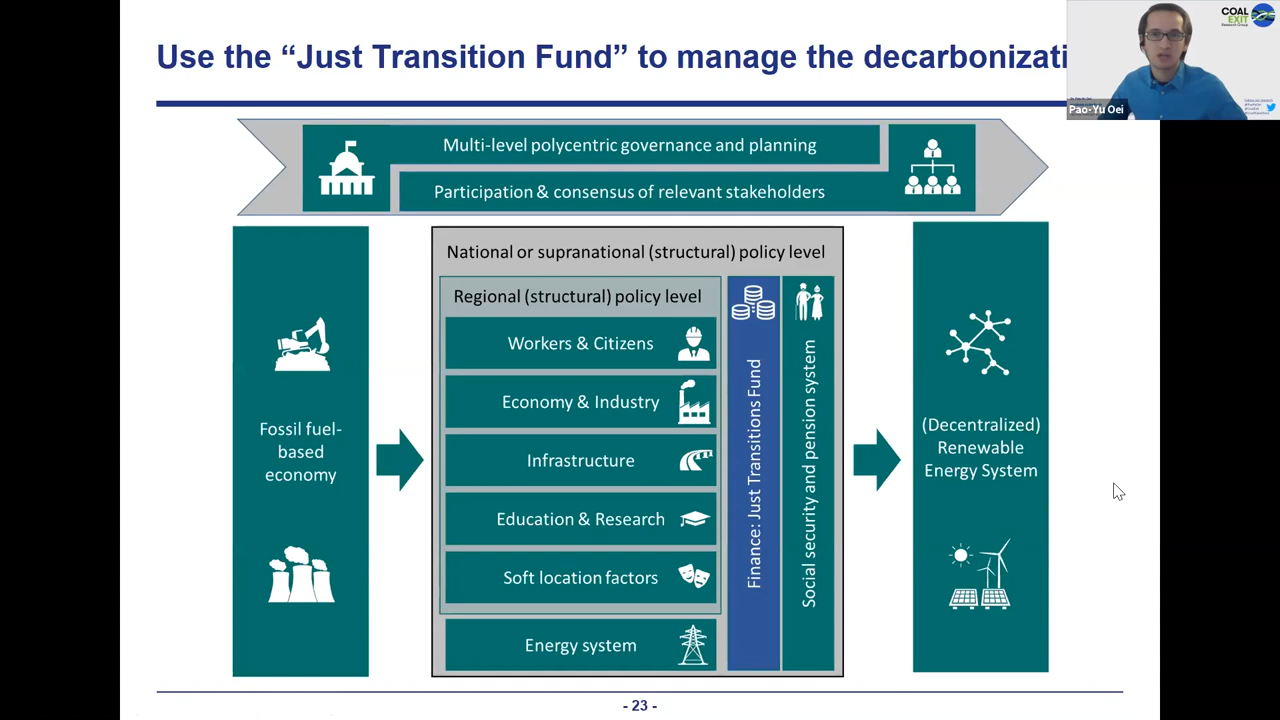 Use the “Just Transition Fund” to manage the decarbonizati
COAL
EXIT
Research Group
Pao-Yu Oei
Multi-level polycentric governance and planning
Participation & consensus of relevant stakeholders
National or supranational (structural) policy level
Regional (structural) policy level
Workers & Citizens
Economy & Industry
Infrastructure
Education & Research
Soft location factors
Energy system
Finance: Just Transitions Fund
Social security and pension system
Fossil fuel-
based
economy
(Decentralized)
Renewable
Energy System
- 23 -